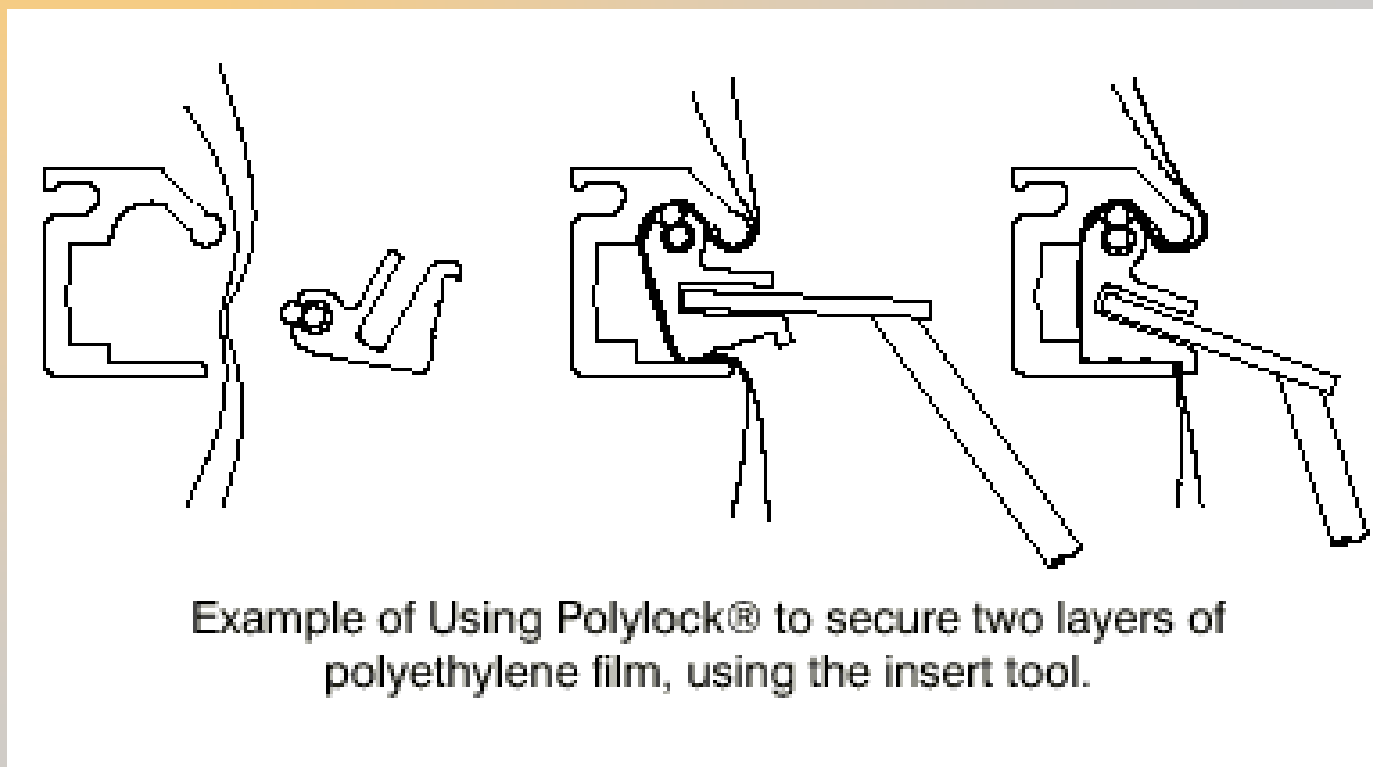 Example of Using Polylock® to secure two layers of
polyethylene film, using the insert tool.